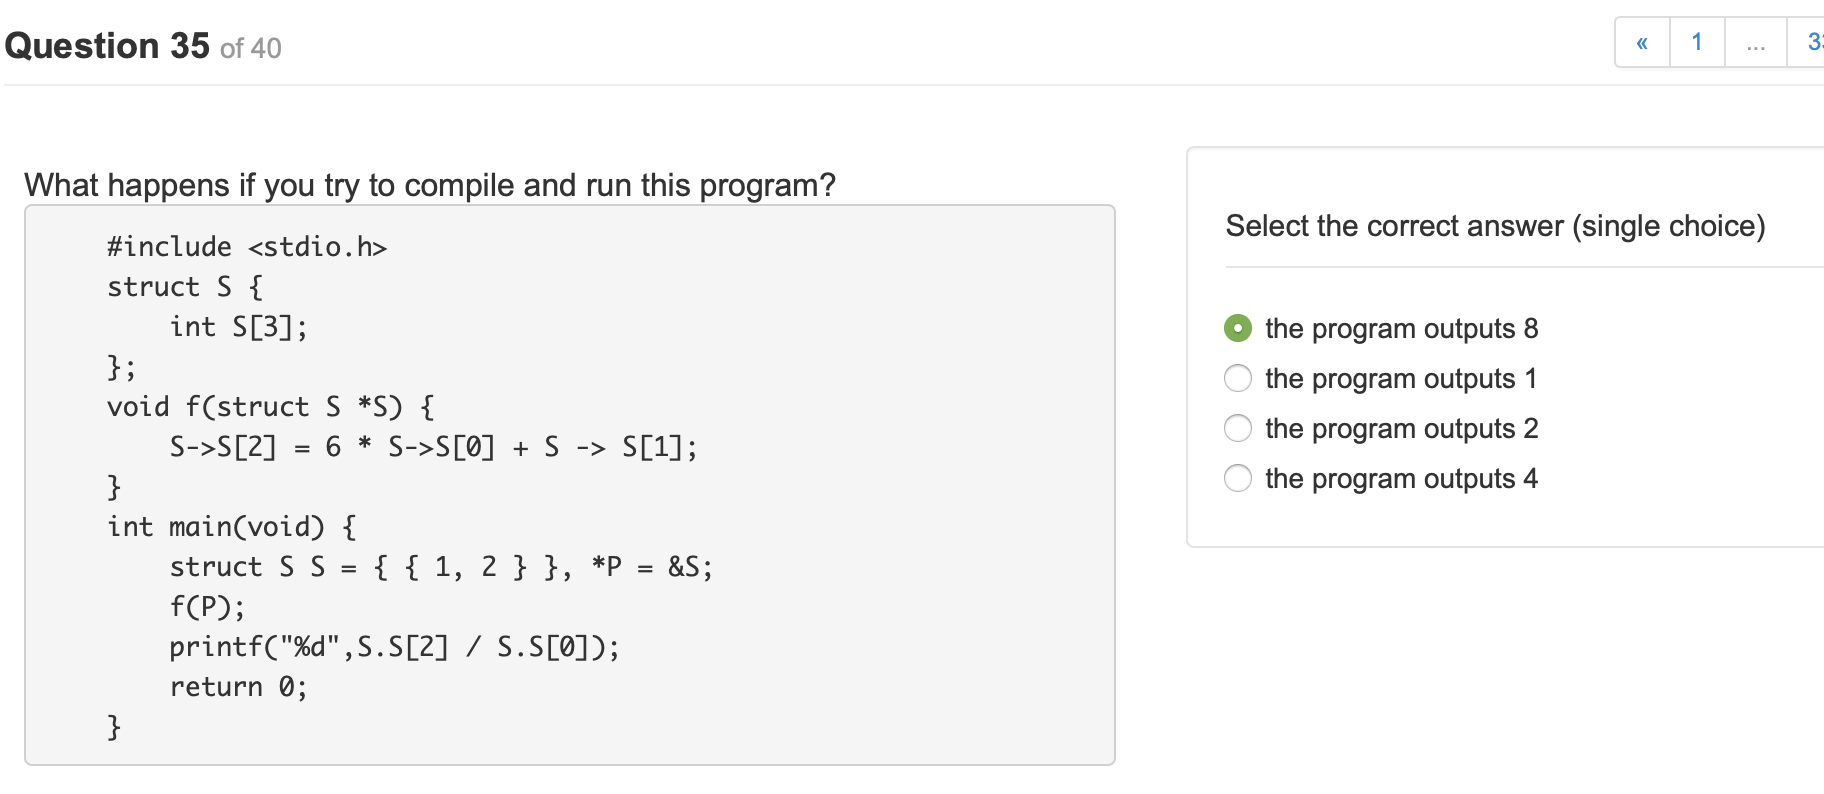 Question 35 of 40
« 1 ...
What happens if you try to compile and run this program?
#include <stdio.h>
struct S {
    int S[3];
};
void f(struct S *S) {
    S->S[2] = 6 * S->S[0] + S -> S[1];
}
int main(void) {
    struct S S = { { 1, 2 } }, *P = &S;
    f(P);
    printf("%d",S.S[2] / S.S[0]);
    return 0;
}
Select the correct answer (single choice)
the program outputs 8
the program outputs 1
the program outputs 2
the program outputs 4